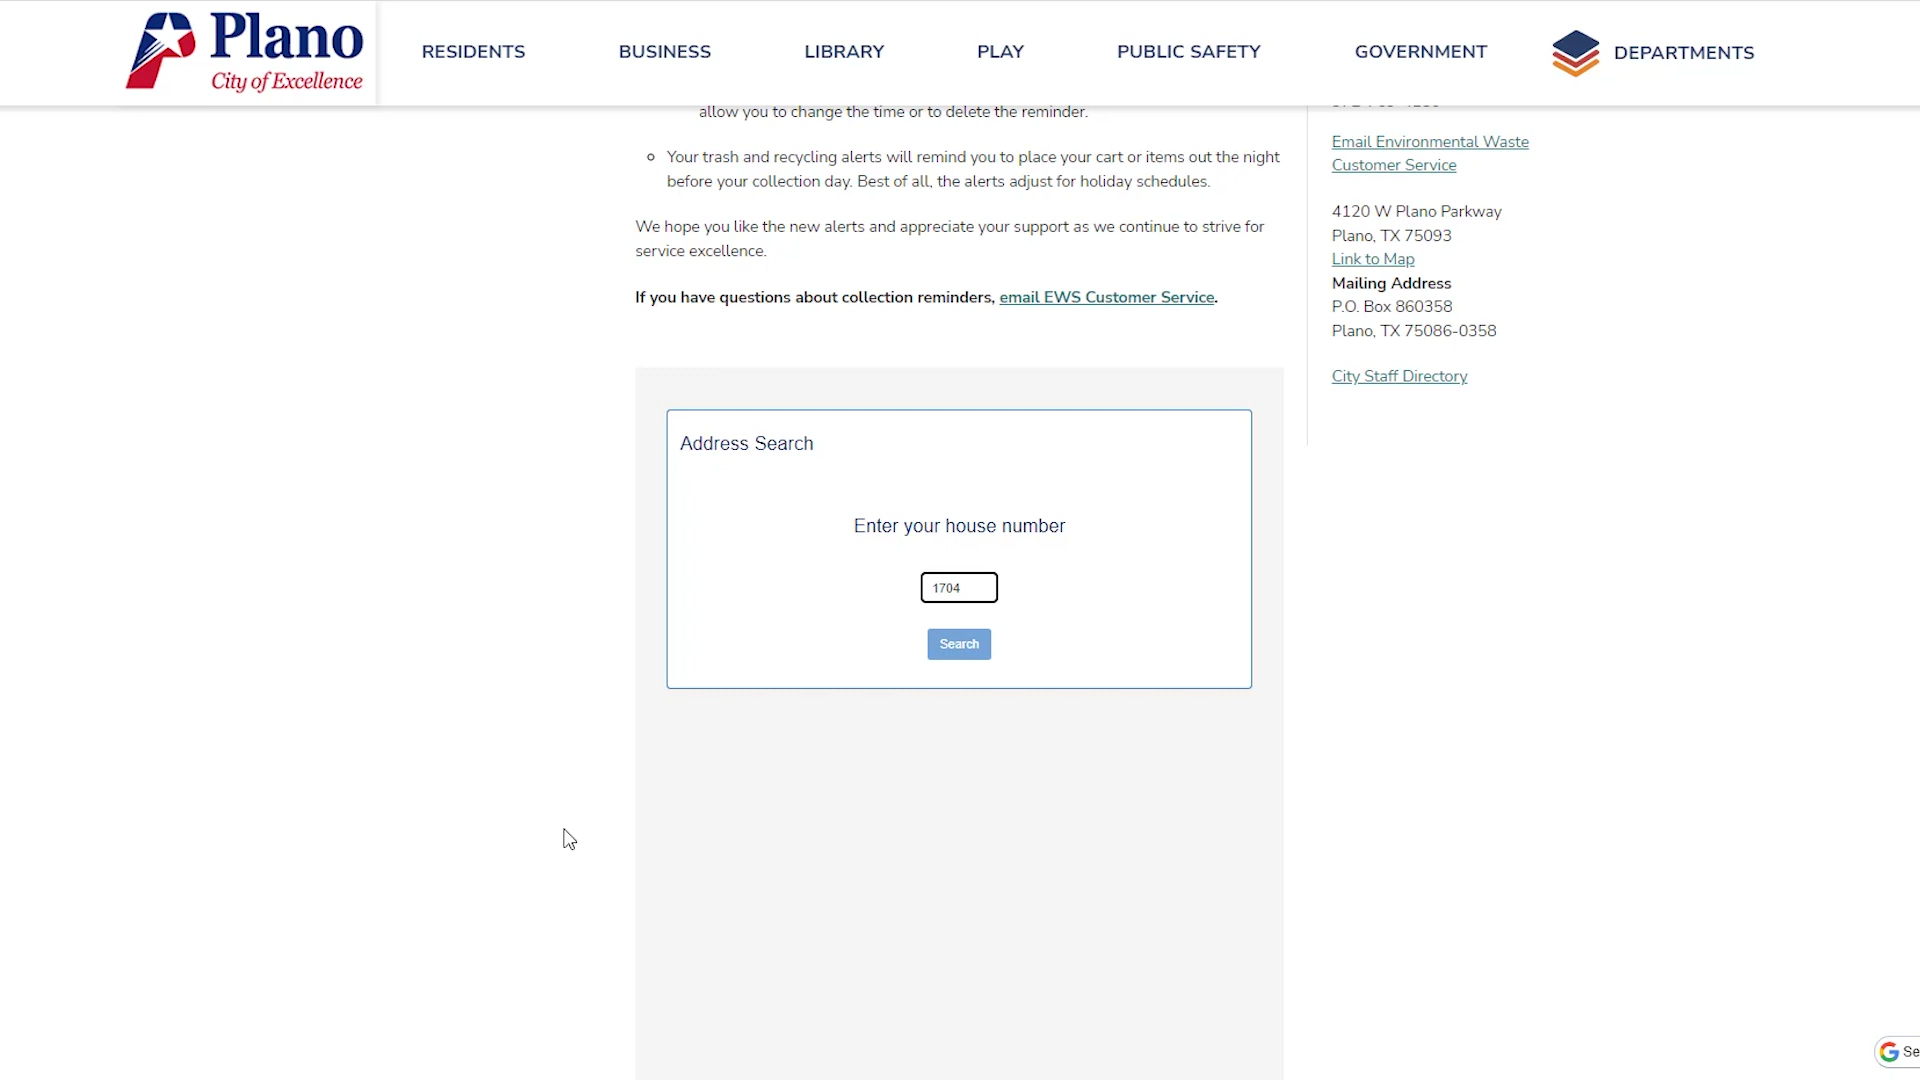 Plano
City of Excellence
RESIDENTS
BUSINESS
LIBRARY
PLAY
PUBLIC SAFETY
GOVERNMENT
DEPARTMENTS
allow you to change the time or to delete the reminder.
Your trash and recycling alerts will remind you to place your cart or items out the night
before your collection day. Best of all, the alerts adjust for holiday schedules.
We hope you like the new alerts and appreciate your support as we continue to strive for
service excellence.
If you have questions about collection reminders, email EWS Customer Service.
Address Search
Enter your house number
1704
Search
Email Environmental Waste
Customer Service
4120 W Plano Parkway
Plano, TX 75093
Link to Map
Mailing Address
P.O. Box 860358
Plano, TX 75086-0358
City Staff Directory
G Se